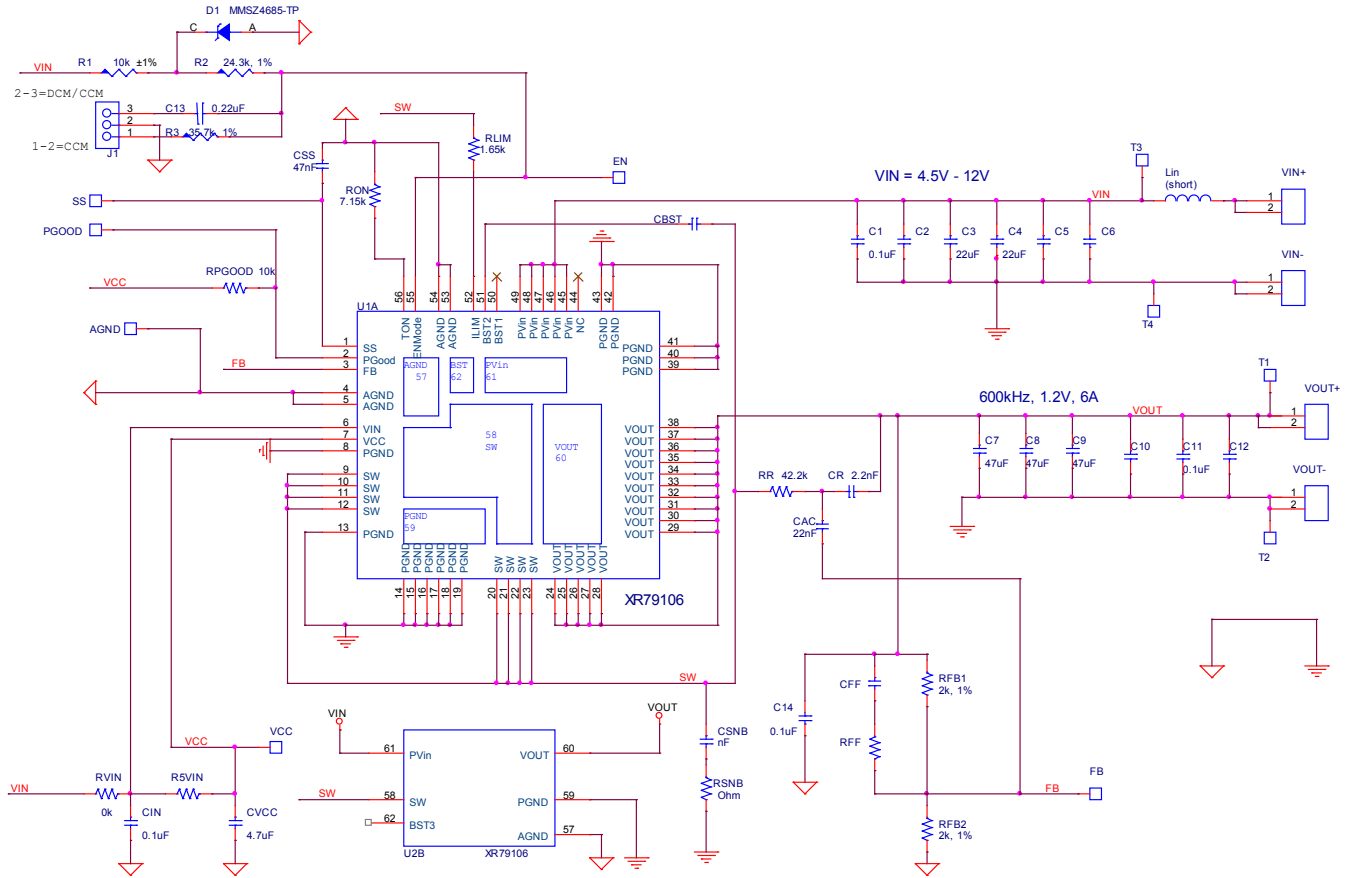 D1 MMSZ4685-TP
C A
VIN R1 10k ±1% R2 24.3k, 1%
2-3=DCM/CCM
3 C13 0.22uF
2
1 R3 35.7k 1%
1-2=CCM
J1
SW
RLIM
1.65k
CSS
47nF
RON
7.15k
EN
SS
PGOOD
RPGOOD 10k
VCC
AGND
FB
CBST
VIN = 4.5V - 12V
T3
Lin
(short)
VIN+
VIN
1
2
C1
0.1uF
C2
C3
22uF
C4
22uF
C5
C6
VIN-
1
2
T4
U1A
56 55 54 53 52 51 50 49 48 47 46 45 44 43 42
TON ENMode AGND AGND ILIM BST2 BST1 PVin PVin PVin PVin PVin NC PGND PGND
1 SS
2 PGood
3 FB
4 AGND
5 AGND
6 VIN
7 VCC
8 PGND
9 SW
10 SW
11 SW
12 SW
13 PGND
AGND
57
BST
62
PVin
61
58
SW
VOUT
60
PGND
59
PGND 41
PGND 40
PGND 39
VOUT 38
VOUT 37
VOUT 36
VOUT 35
VOUT 34
VOUT 33
VOUT 32
VOUT 31
VOUT 30
VOUT 29
PGND PGND PGND PGND PGND PGND SW SW SW SW VOUT VOUT VOUT VOUT VOUT
14 15 16 17 18 19 20 21 22 23 24 25 26 27 28
XR79106
600kHz, 1.2V, 6A
T1
VOUT+
VOUT
1
2
C7
47uF
C8
47uF
C9
47uF
C10
C11
0.1uF
C12
VOUT-
1
2
T2
RR 42.2k CR 2.2nF
CAC
22nF
SW
CFF
RFB1
2k, 1%
C14
0.1uF
RFF
FB
FB
RFB2
2k, 1%
CSNB
nF
RSNB
Ohm
VCC
VCC
VIN
RVIN
0k
R5VIN
CIN
0.1uF
CVCC
4.7uF
VIN
VOUT
61 PVin VOUT 60
SW 58 SW PGND 59
62 BST3
AGND 57
U2B XR79106